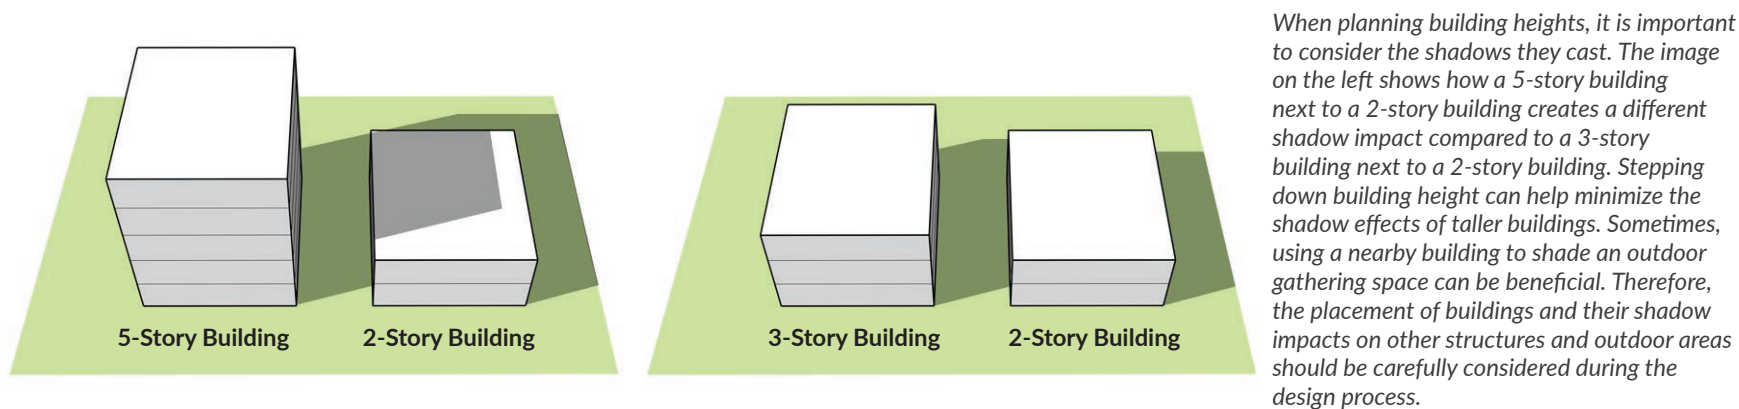 5-Story Building
2-Story Building
3-Story Building
2-Story Building
When planning building heights, it is important
to consider the shadows they cast. The image
on the left shows how a 5-story building
next to a 2-story building creates a different
shadow impact compared to a 3-story
building next to a 2-story building. Stepping
down building height can help minimize the
shadow effects of taller buildings. Sometimes,
using a nearby building to shade an outdoor
gathering space can be beneficial. Therefore,
the placement of buildings and their shadow
impacts on other structures and outdoor areas
should be carefully considered during the
design process.